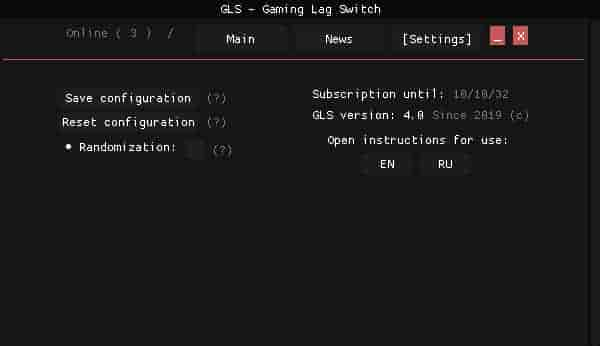 GLS - Gaming Lag Switch
Online ( 3 ) / Main News [Settings] _ X
Save configuration (?)
Reset configuration (?)
• Randomization: (?)
Subscription until: 10/10/32
GLS version: 4.0 Since 2019 (c)
Open instructions for use:
EN RU